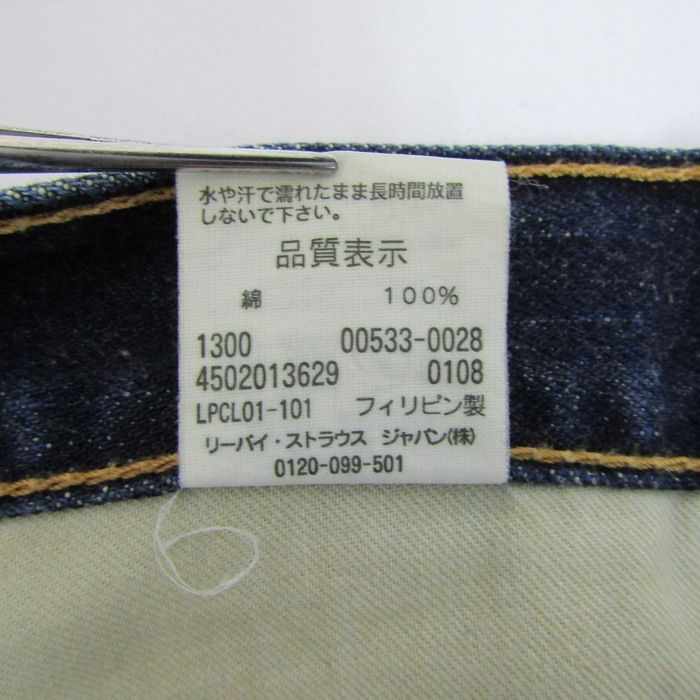 水や汗で濡れたまま長時間放置
しないで下さい。
品質表示
綿 100%
1300 00533-0028
4502013629 0108
LPCL01-101 フィリピン製
リーバイ・ストラウス ジャパン(株)
0120-099-501